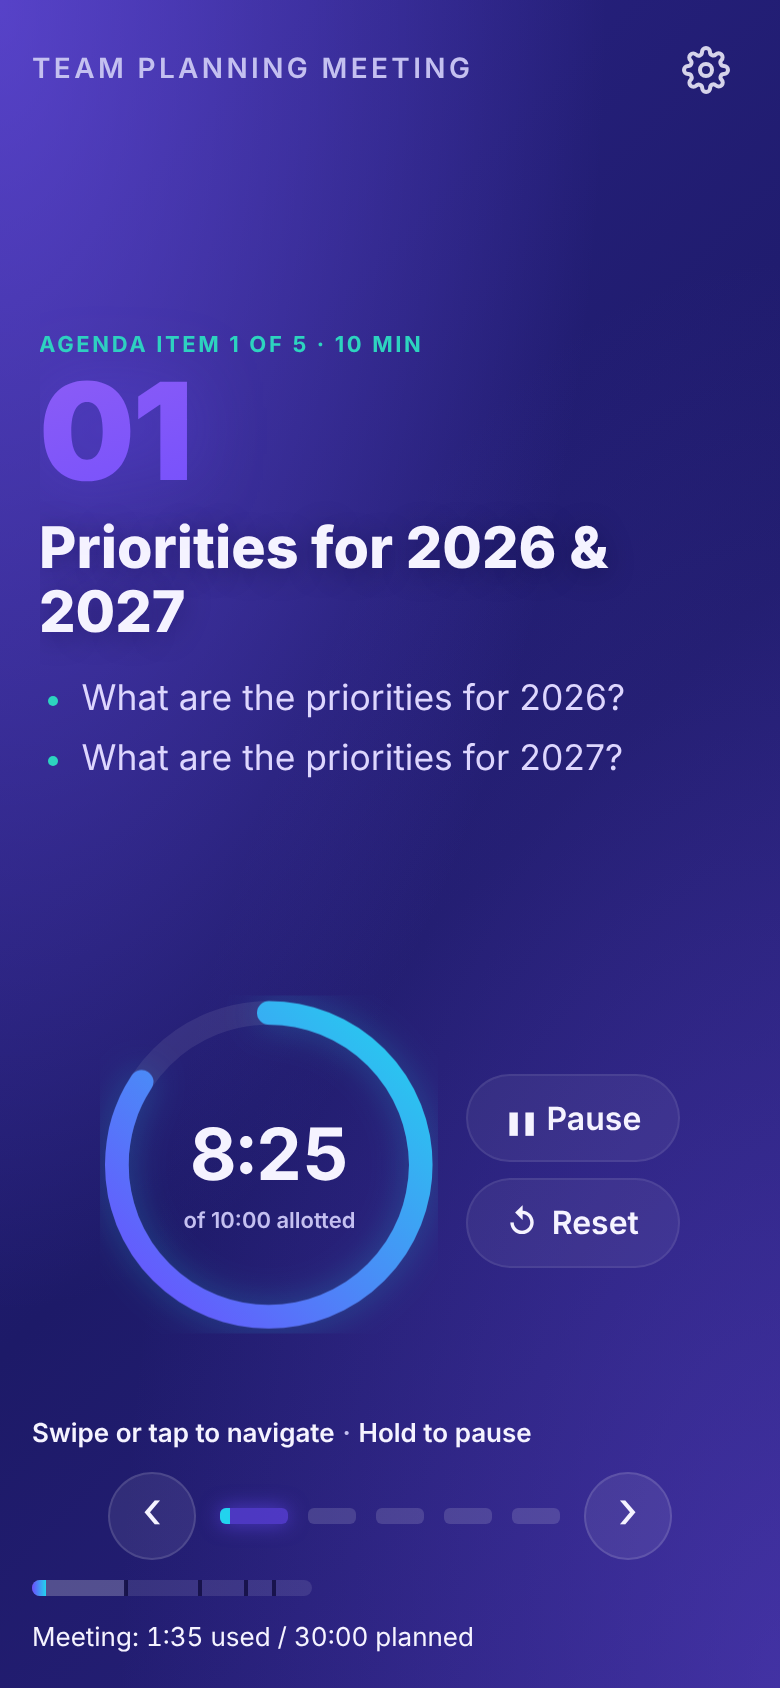 TEAM PLANNING MEETING
AGENDA ITEM 1 OF 5 · 10 MIN
01
Priorities for 2026 &
2027
• What are the priorities for 2026?
• What are the priorities for 2027?
8:25
of 10:00 allotted
Pause
Reset
Swipe or tap to navigate · Hold to pause
Meeting: 1:35 used / 30:00 planned